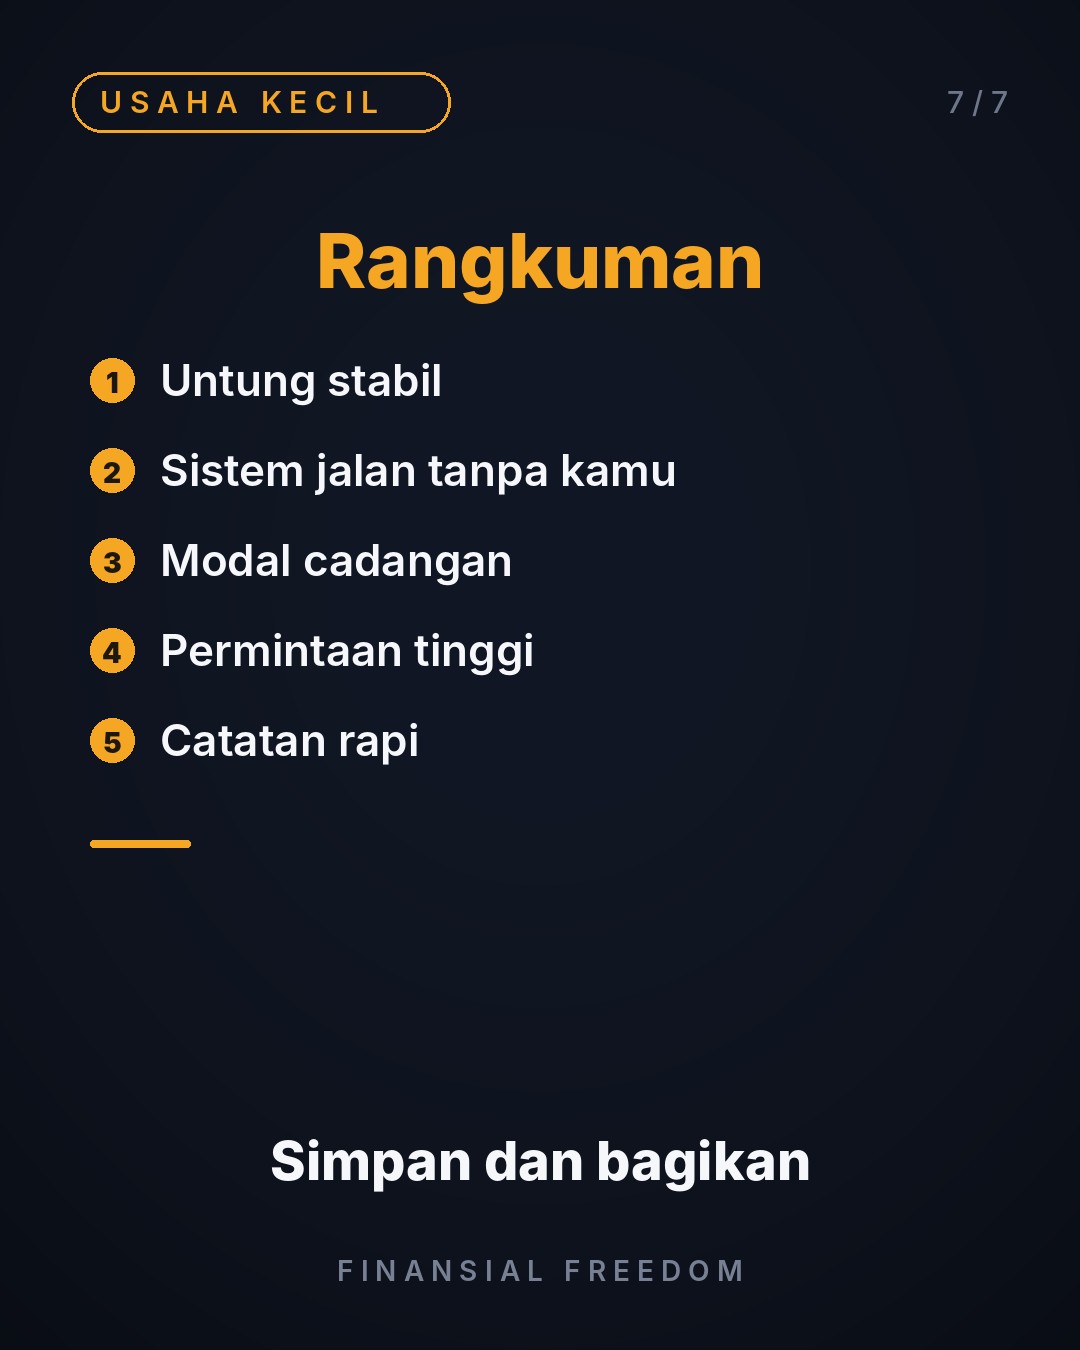 USAHA KECIL
7/7
Rangkuman
1 Untung stabil
2 Sistem jalan tanpa kamu
3 Modal cadangan
4 Permintaan tinggi
5 Catatan rapi
Simpan dan bagikan
FINANSIAL FREEDOM